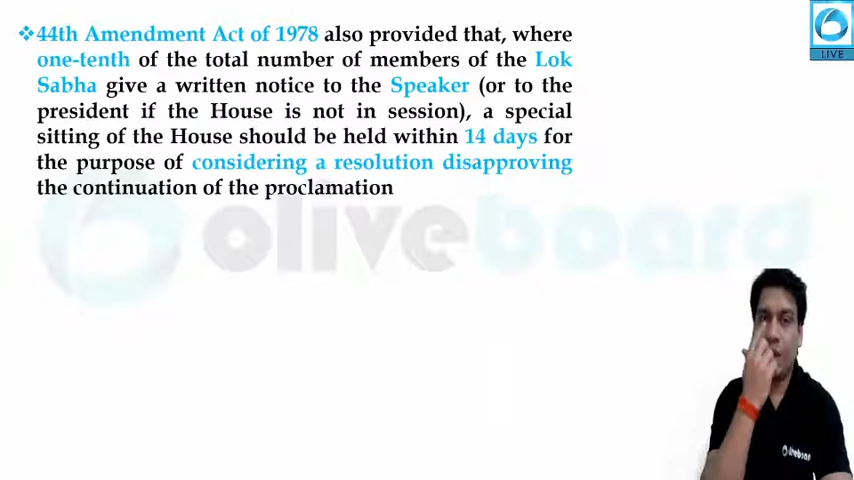 ❖44th Amendment Act of 1978 also provided that, where
one-tenth of the total number of members of the Lok
Sabha give a written notice to the Speaker (or to the
president if the House is not in session), a special
sitting of the House should be held within 14 days for
the purpose of considering a resolution disapproving
the continuation of the proclamation
LIVE
oliveboard
oliveboard